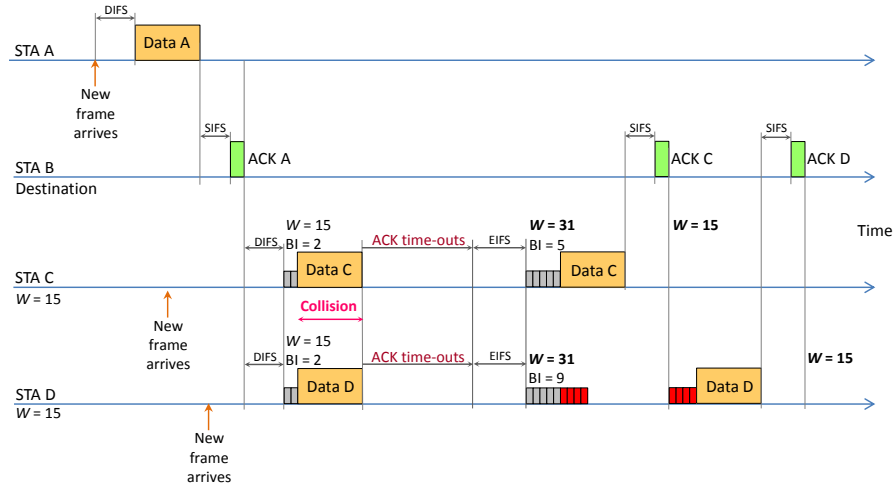 DIFS
Data A
STA A
New
frame
arrives
SIFS
SIFS
SIFS
ACK A
ACK C
ACK D
STA B
Destination
W = 15
W = 31
W = 15
Time
DIFS
BI = 2
ACK time-outs
EIFS
BI = 5
Data C
Data C
STA C
W = 15
Collision
New
frame
arrives
W = 15
W = 31
W = 15
DIFS
BI = 2
ACK time-outs
EIFS
BI = 9
Data D
Data D
STA D
W = 15
New
frame
arrives